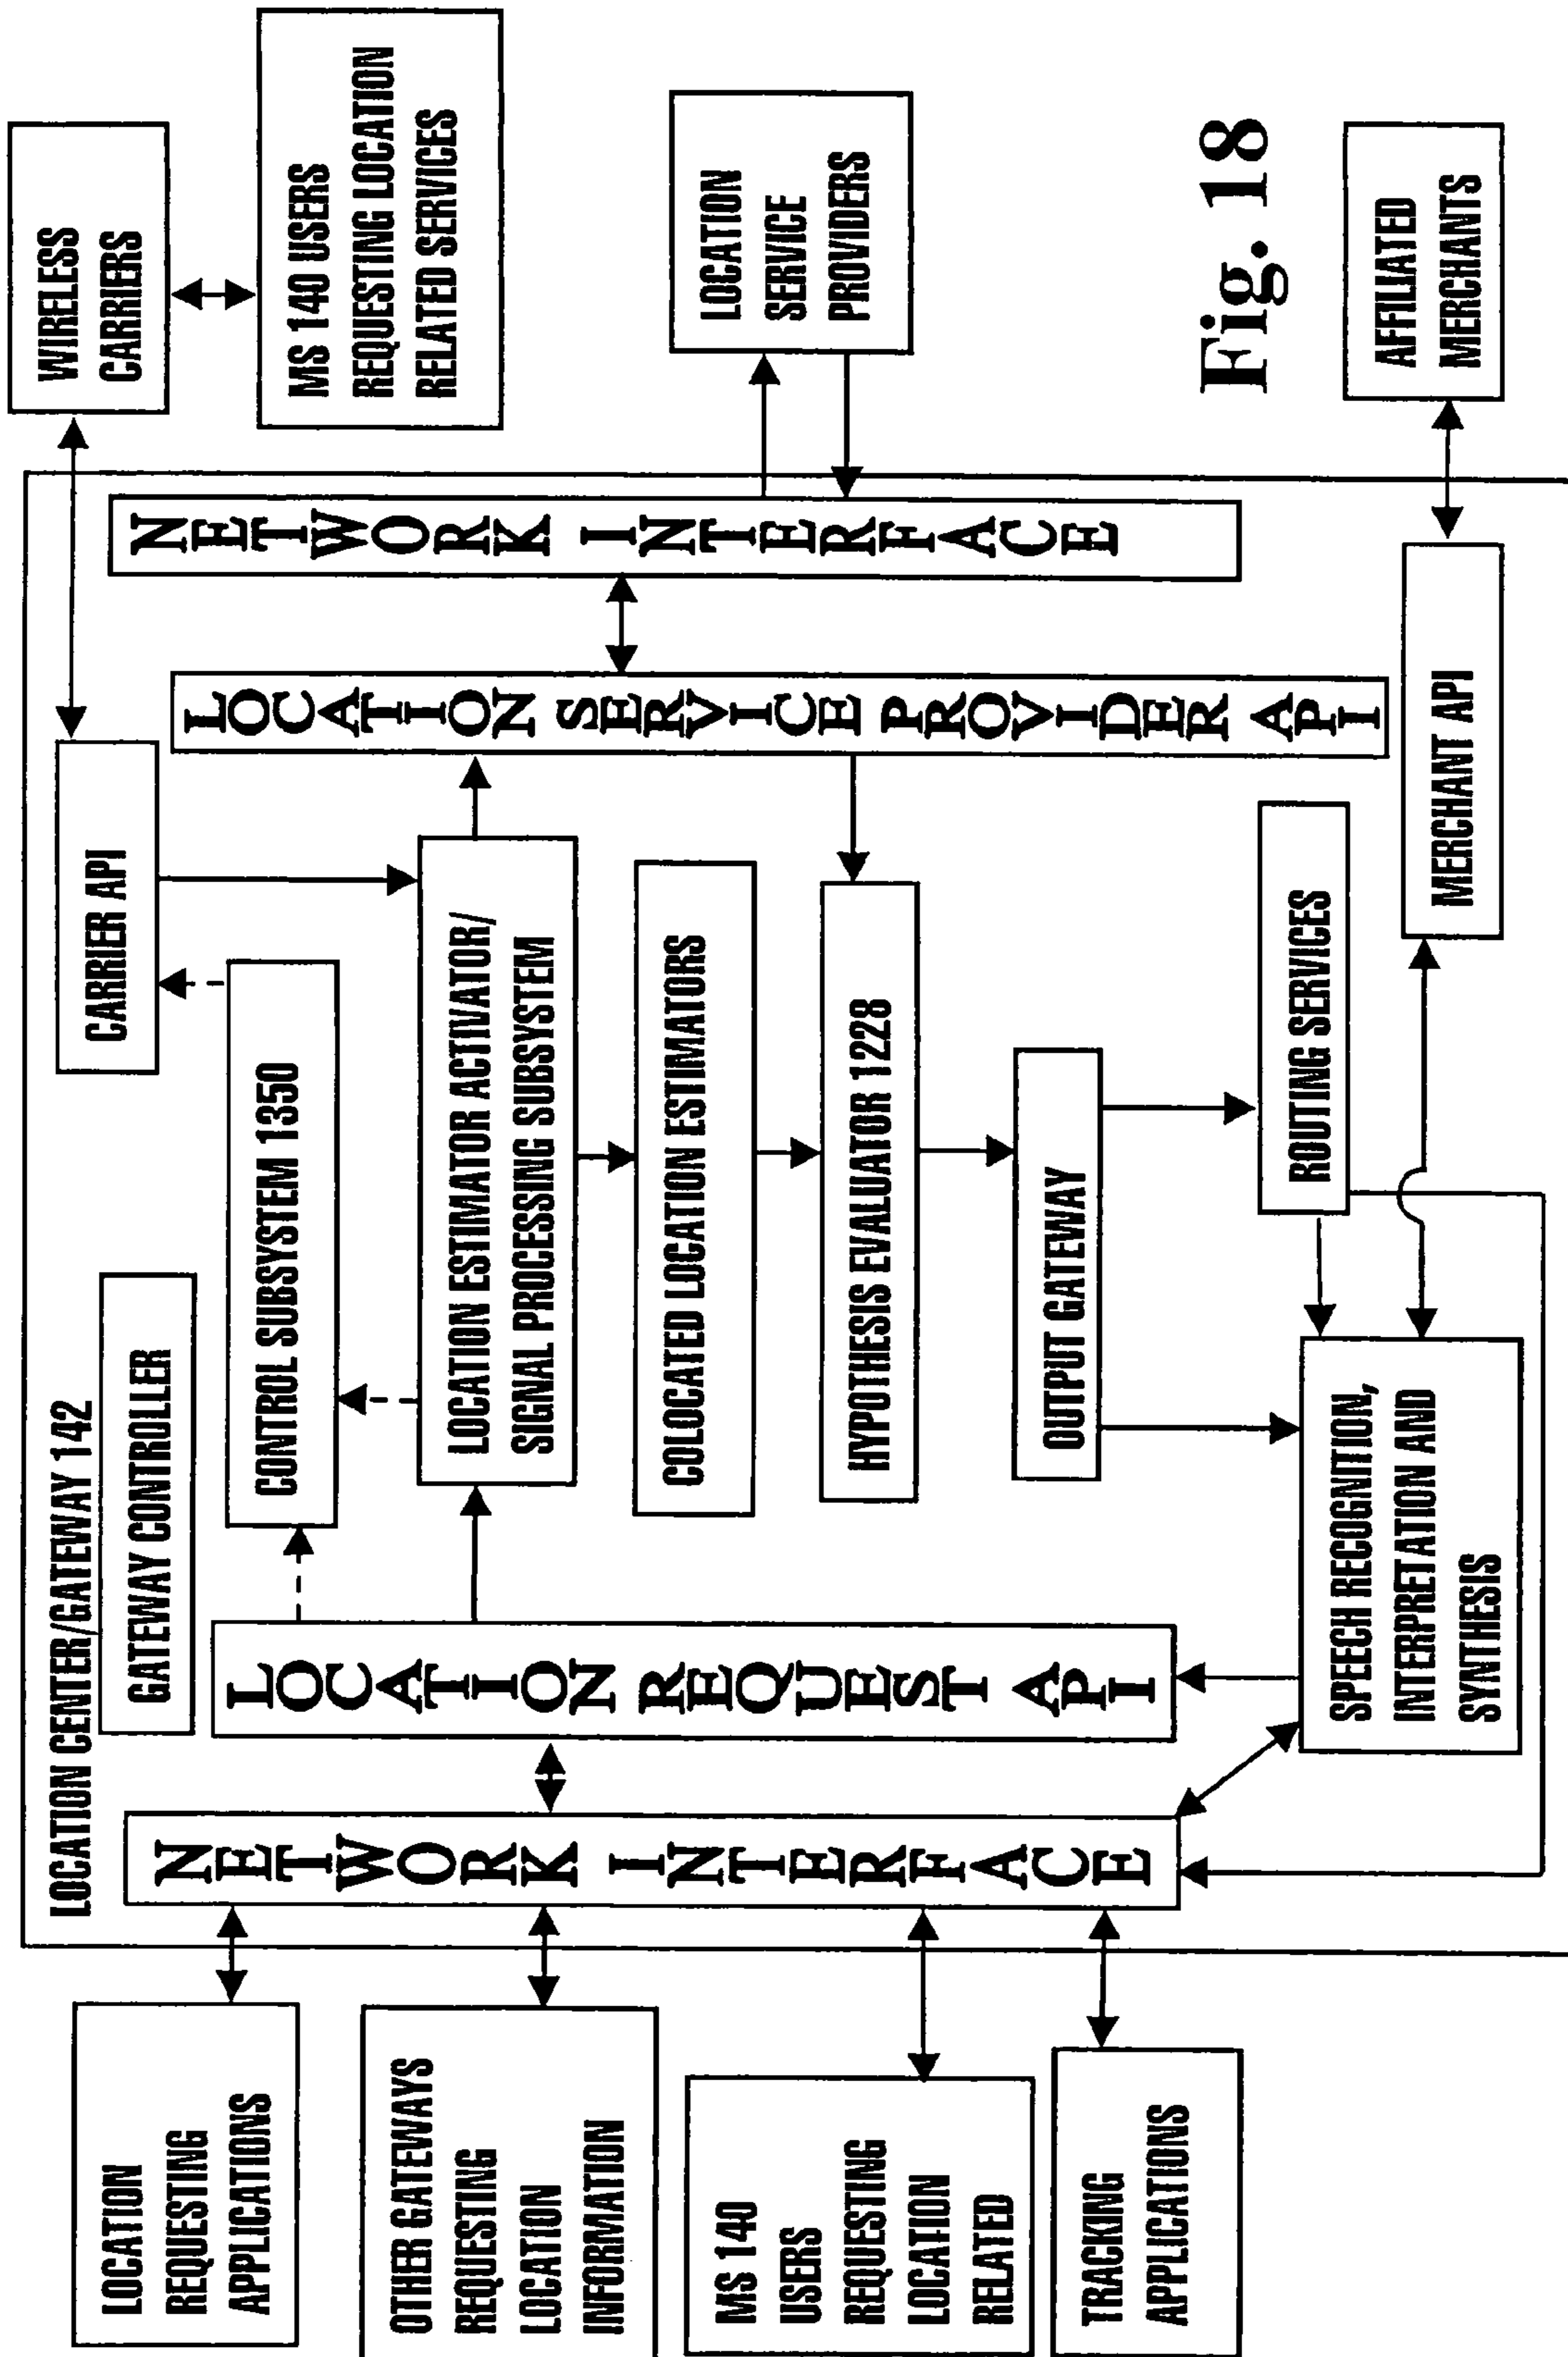 LOCATION
REQUESTING
APPLICATIONS
OTHER GATEWAYS
REQUESTING
LOCATION
INFORMATION
MS 140
USERS
REQUESTING
LOCATION
RELATED
TRACKING
APPLICATIONS
LOCATION CENTER/GATEWAY 142
NETWORK INTERFACE
GATEWAY CONTROLLER
LOCATION REQUEST API
CONTROL SUBSYSTEM 1350
CARRIER API
LOCATION ESTIMATOR ACTIVATOR/
SIGNAL PROCESSING SUBSYSTEM
COLOCATED LOCATION ESTIMATORS
HYPOTHESIS EVALUATOR 1228
OUTPUT GATEWAY
ROUTING SERVICES
SPEECH RECOGNITION,
INTERPRETATION AND
SYNTHESIS
MERCHANT API
LOCATION SERVICE PROVIDER API
NETWORK INTERFACE
WIRELESS
CARRIERS
MS 140 USERS
REQUESTING LOCATION
RELATED SERVICES
LOCATION
SERVICE
PROVIDERS
Fig. 18
AFFILIATED
MERCHANTS